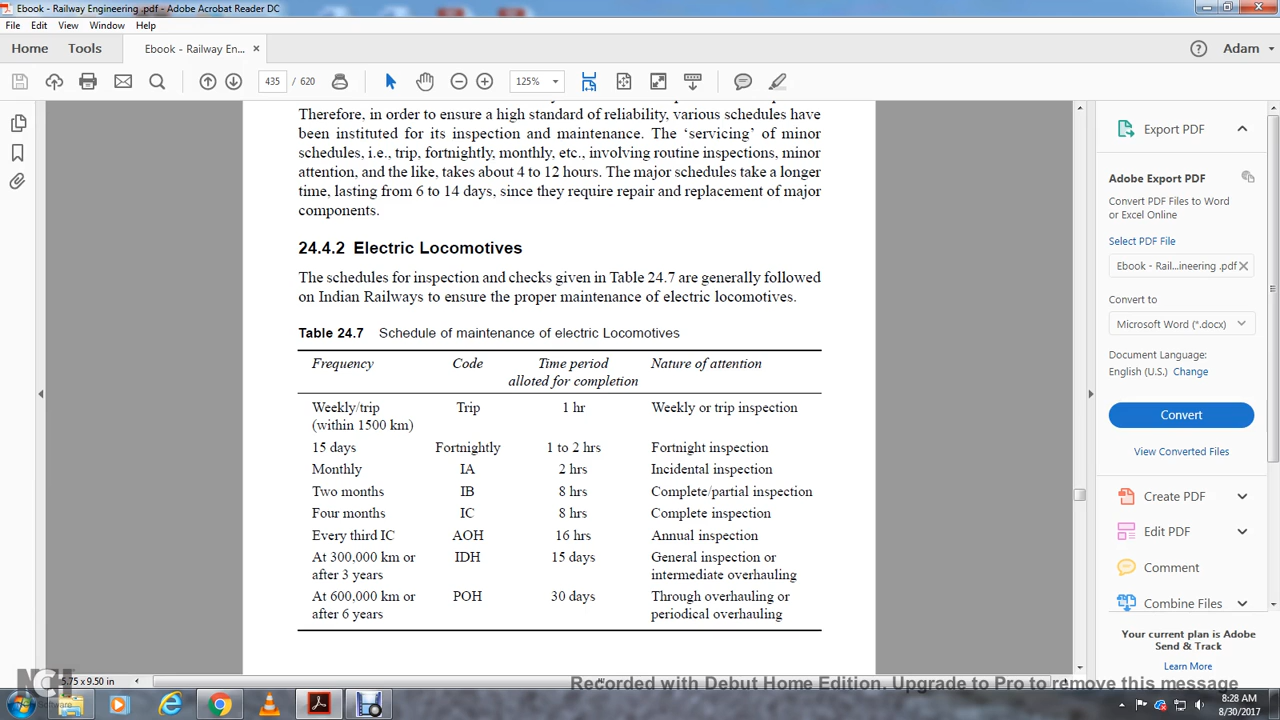 Ebook - Railway Engineering .pdf - Adobe Acrobat Reader DC
File Edit View Window Help
Home Tools Ebook - Railway En... × Adam
435 / 620 125%
Therefore, in order to ensure a high standard of reliability, various schedules have
been instituted for its inspection and maintenance. The ‘servicing’ of minor
schedules, i.e., trip, fortnightly, monthly, etc., involving routine inspections, minor
attention, and the like, takes about 4 to 12 hours. The major schedules take a longer
time, lasting from 6 to 14 days, since they require repair and replacement of major
components.
24.4.2 Electric Locomotives
The schedules for inspection and checks given in Table 24.7 are generally followed
on Indian Railways to ensure the proper maintenance of electric locomotives.
Table 24.7 Schedule of maintenance of electric Locomotives
Frequency Code Time period Nature of attention
alloted for completion
Weekly/trip Trip 1 hr Weekly or trip inspection
(within 1500 km)
15 days Fortnightly 1 to 2 hrs Fortnight inspection
Monthly IA 2 hrs Incidental inspection
Two months IB 8 hrs Complete/partial inspection
Four months IC 8 hrs Complete inspection
Every third IC AOH 16 hrs Annual inspection
At 300,000 km or IDH 15 days General inspection or
after 3 years intermediate overhauling
At 600,000 km or POH 30 days Through overhauling or
after 6 years periodical overhauling
5.75 x 9.50 in
Export PDF
Adobe Export PDF
Convert PDF Files to Word
or Excel Online
Select PDF File
Ebook - Rail...ineering .pdf ×
Convert to
Microsoft Word (*.docx)
Document Language:
English (U.S.) Change
Convert
View Converted Files
Create PDF
Edit PDF
Comment
Combine Files
Your current plan is Adobe
Send & Track
Learn More
Recorded with Debut Home Edition. Upgrade to Pro to remove this message
NCH
Software
8:28 AM
8/30/2017